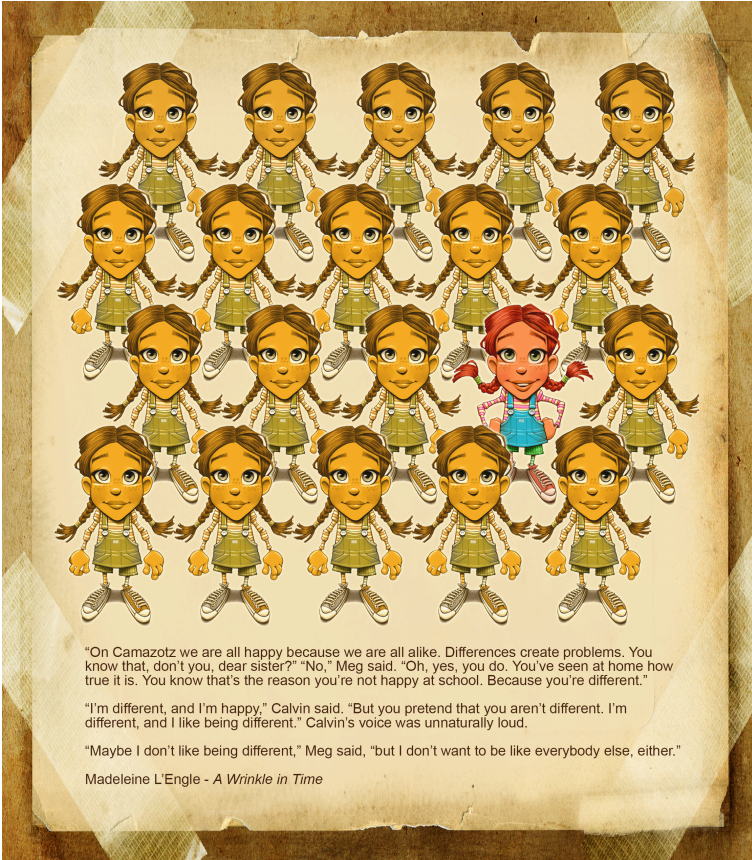 “On Camazotz we are all happy because we are all alike. Differences create problems. You
know that, don’t you, dear sister?” “No,” Meg said. “Oh, yes, you do. You’ve seen at home how
true it is. You know that’s the reason you’re not happy at school. Because you’re different.”
“I’m different, and I’m happy,” Calvin said. “But you pretend that you aren’t different. I’m
different, and I like being different.” Calvin’s voice was unnaturally loud.
“Maybe I don’t like being different,” Meg said, “but I don’t want to be like everybody else, either.”
Madeleine L’Engle - A Wrinkle in Time